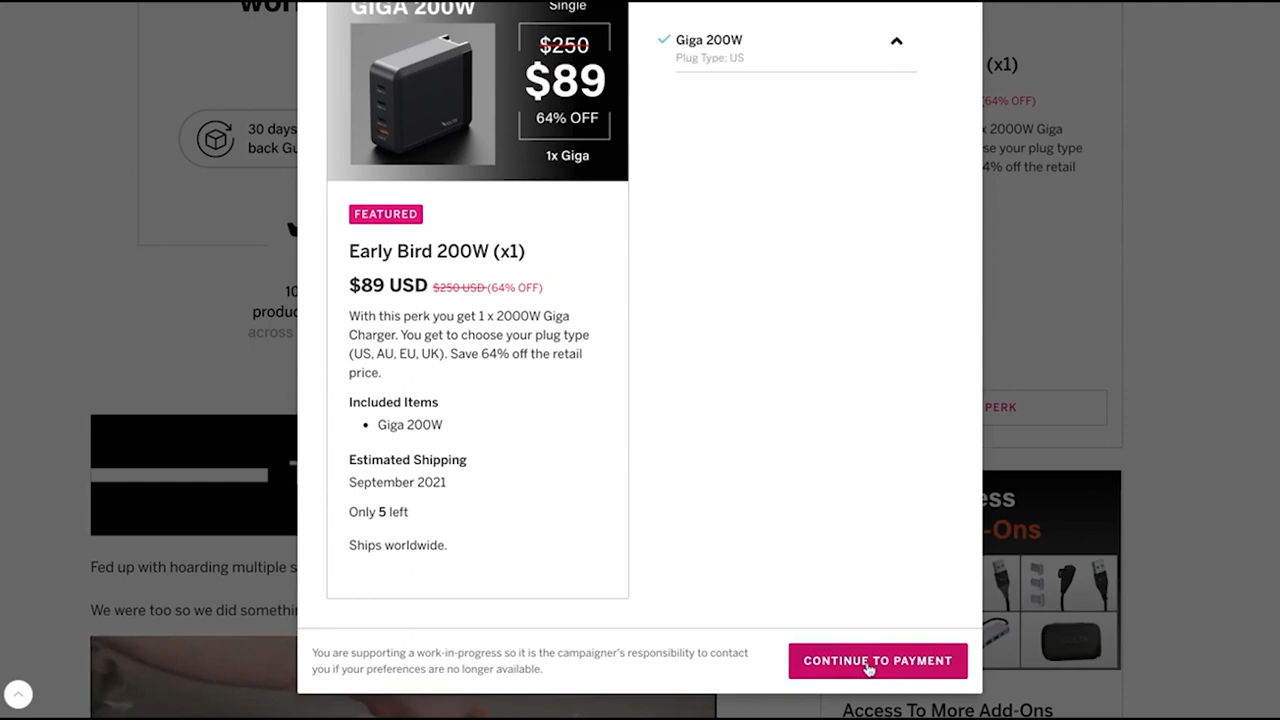 GIGA 200W
Single
$250
$89
64% OFF
1x Giga
FEATURED
Early Bird 200W (x1)
$89 USD $250 USD (64% OFF)
With this perk you get 1 x 2000W Giga
Charger. You get to choose your plug type
(US, AU, EU, UK). Save 64% off the retail
price.
Included Items
• Giga 200W
Estimated Shipping
September 2021
Only 5 left
Ships worldwide.
Giga 200W
Plug Type: US
You are supporting a work-in-progress so it is the campaigner's responsibility to contact
you if your preferences are no longer available.
CONTINUE TO PAYMENT
30 days
back
10
across
Fed up with hoarding multiple
We were too so we did
(x1)
(64% OFF)
x 2000W Giga
your plug type
off the retail
PERK
-Ons
Access To More Add-Ons